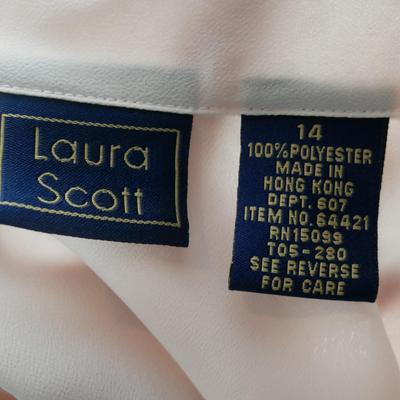 Laura
Scott
14
100% POLYESTER
MADE IN
HONG KONG
DEPT. 607
ITEM NO. 64421
RN15099
T05-280
SEE REVERSE
FOR CARE